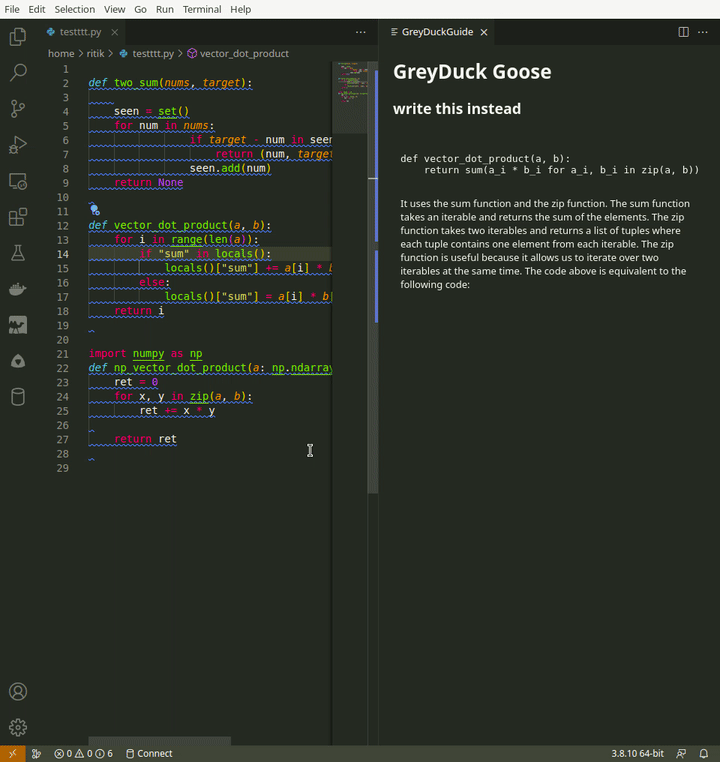 File Edit Selection View Go Run Terminal Help
testttt.py
GreyDuckGuide
home › ritik › testttt.py › vector_dot_product
1
2 def two_sum(nums, target):
3
4 seen = set()
5 for num in nums:
6 if target - num in seen
7 return (num, target
8 seen.add(num)
9 return None
10
11
12 def vector_dot_product(a, b):
13 for i in range(len(a)):
14 if "sum" in locals():
15 locals()["sum"] += a[i] * b
16 else:
17 locals()["sum"] = a[i] * b
18 return i
19
20
21 import numpy as np
22 def np_vector_dot_product(a: np.ndarray
23 ret = 0
24 for x, y in zip(a, b):
25 ret += x * y
26
27 return ret
28
29
GreyDuck Goose
write this instead
def vector_dot_product(a, b):
return sum(a_i * b_i for a_i, b_i in zip(a, b))
It uses the sum function and the zip function. The sum function
takes an iterable and returns the sum of the elements. The zip
function takes two iterables and returns a list of tuples where
each tuple contains one element from each iterable. The zip
function is useful because it allows us to iterate over two
iterables at the same time. The code above is equivalent to the
following code:
0 0 6 Connect 3.8.10 64-bit